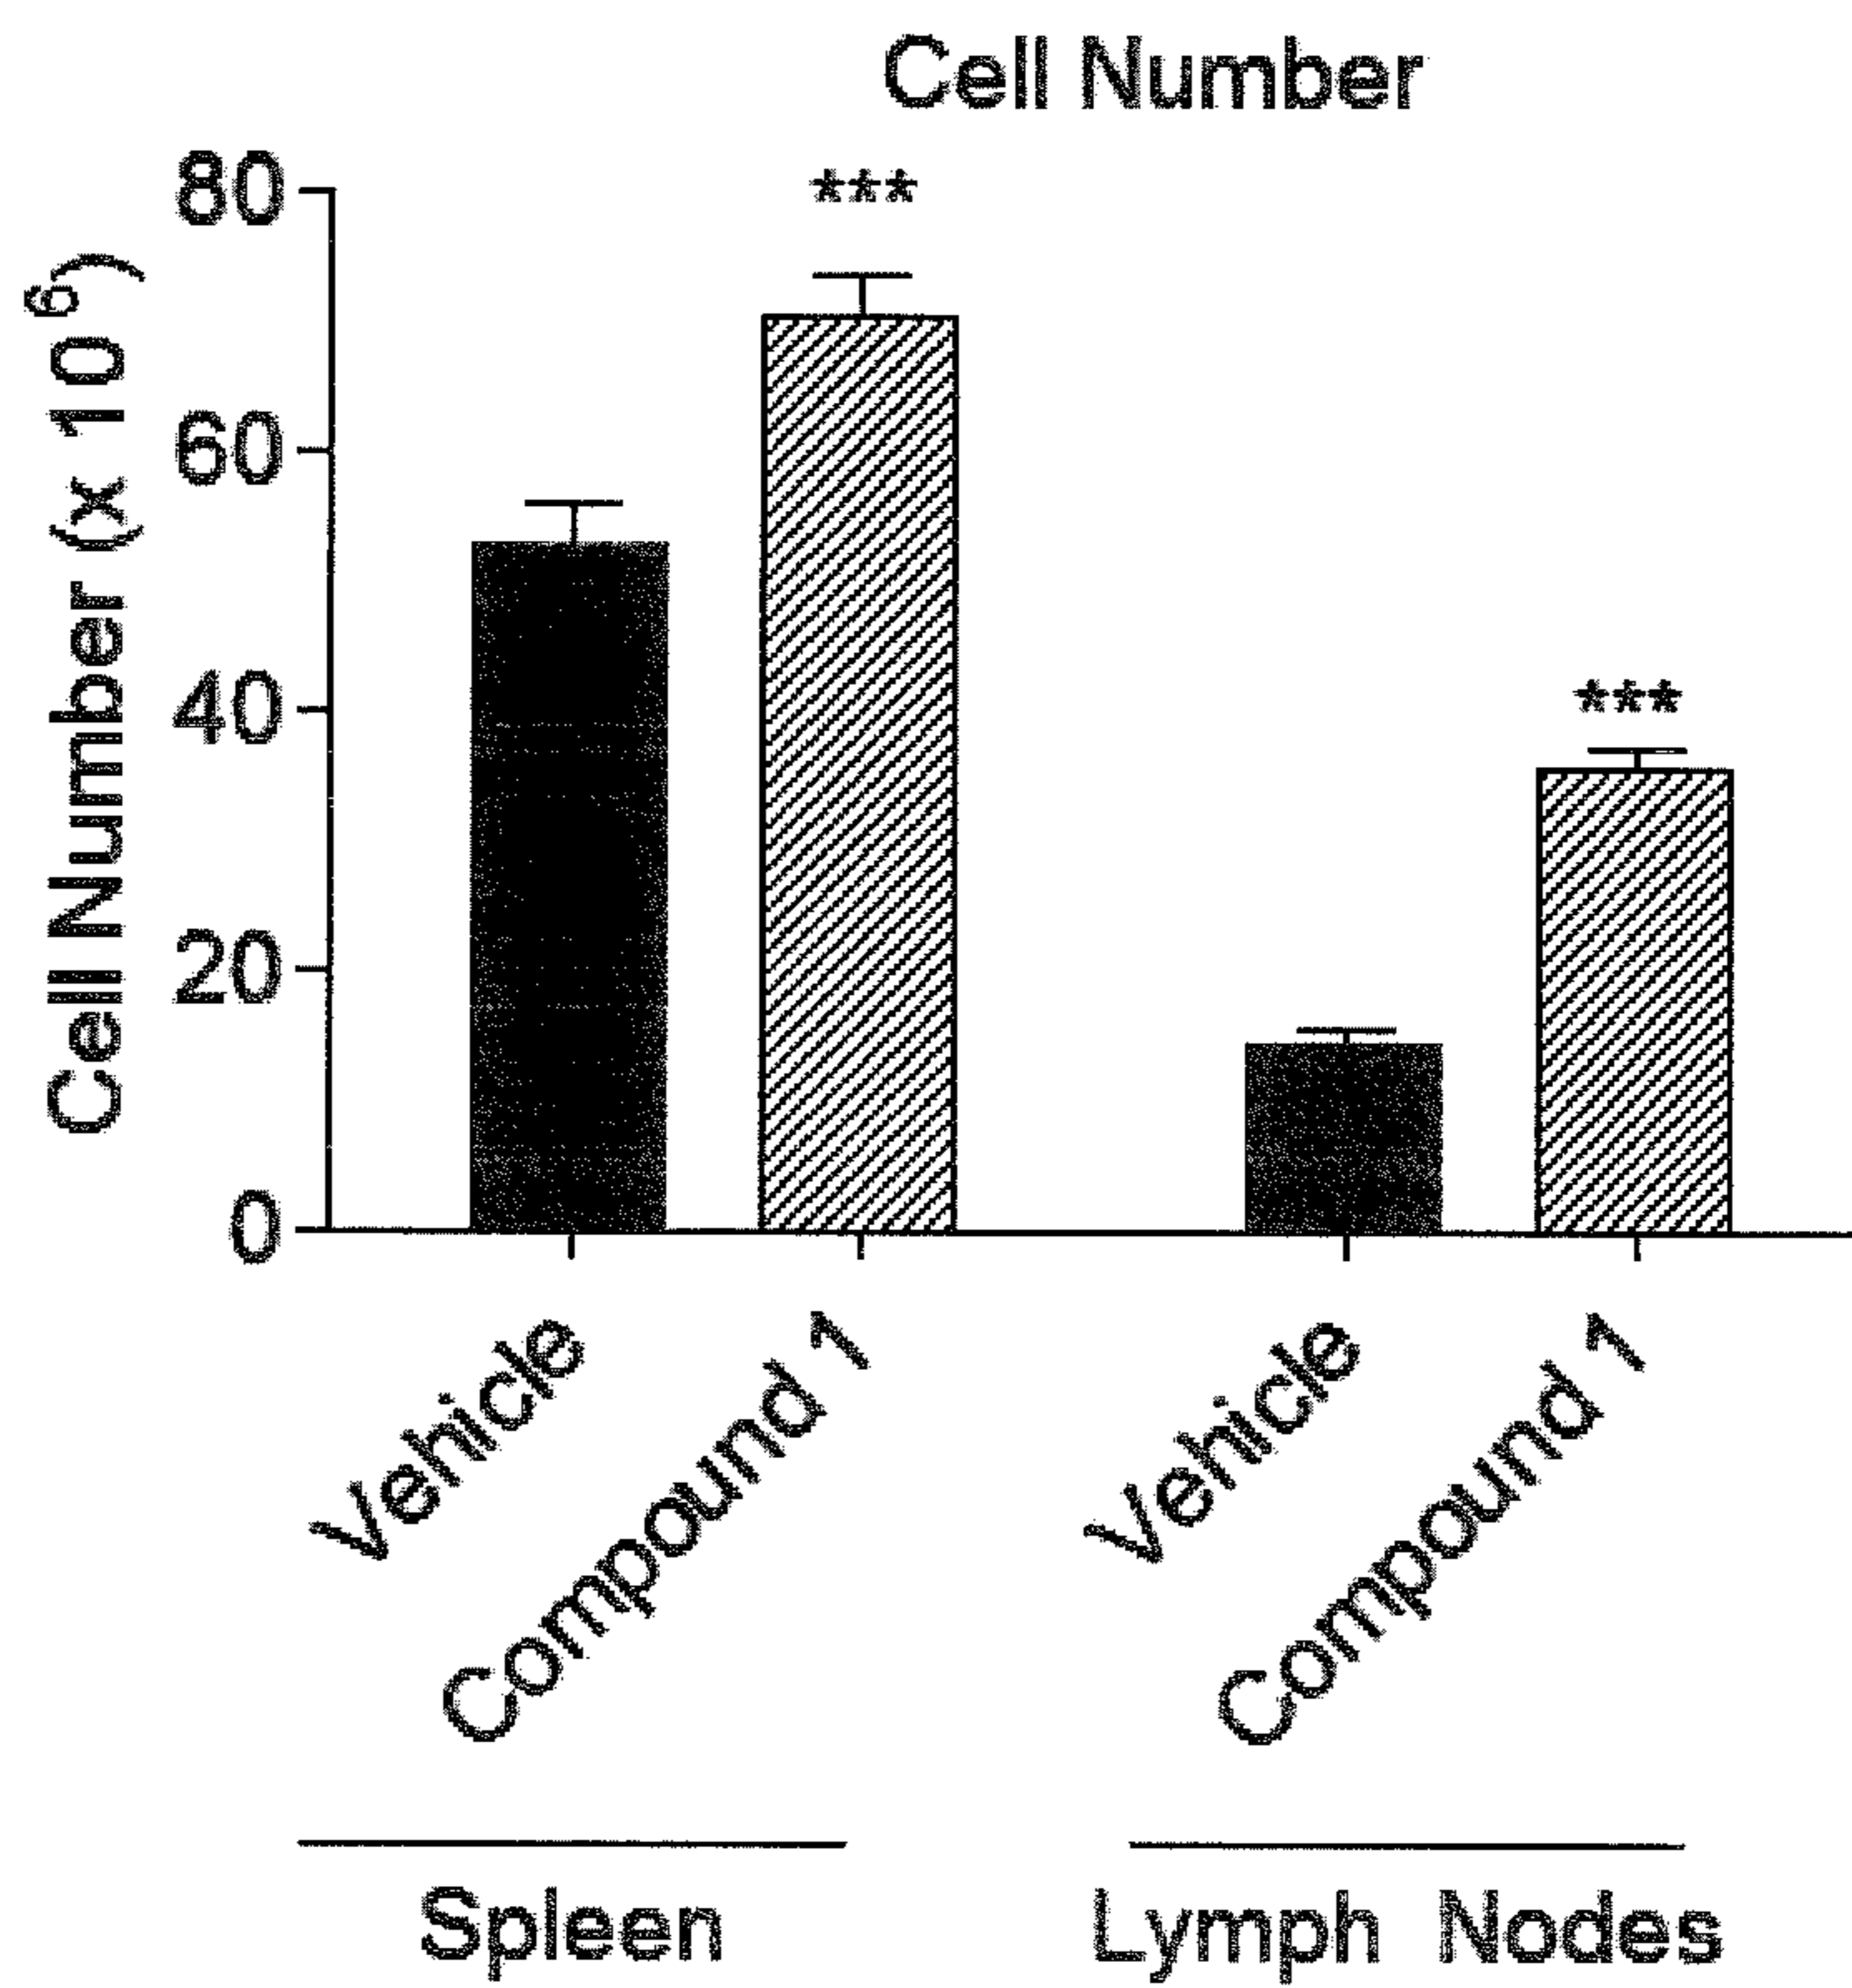 Cell Number
***
***
Cell Number (x 10⁶)
80
60
40
20
0
Vehicle
Compound 1
Vehicle
Compound 1
Spleen
Lymph Nodes